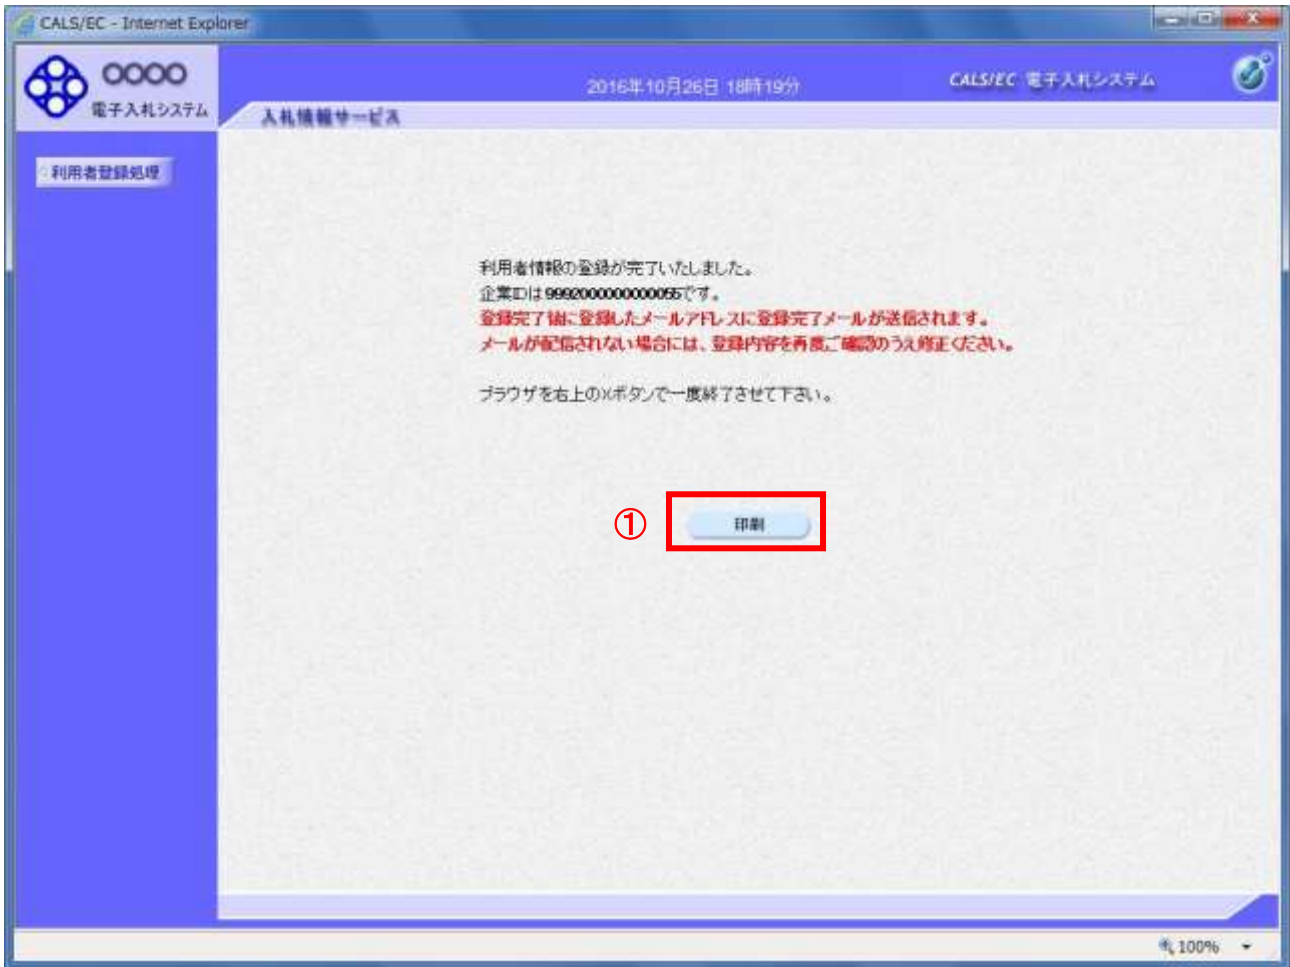 CALS/EC - Internet Explorer
○○○○
電子入札システム
2016年10月26日 18時19分
CALS/EC 電子入札システム
入札情報サービス
利用者登録処理
利用者情報の登録が完了いたしました。
企業IDは9992000000000055です。
登録完了後に登録したメールアドレスに登録完了メールが送信されます。
メールが配信されない場合には、登録内容を再度ご確認のうえ修正ください。
ブラウザを右上の×ボタンで一度終了させて下さい。
① 印刷
100%